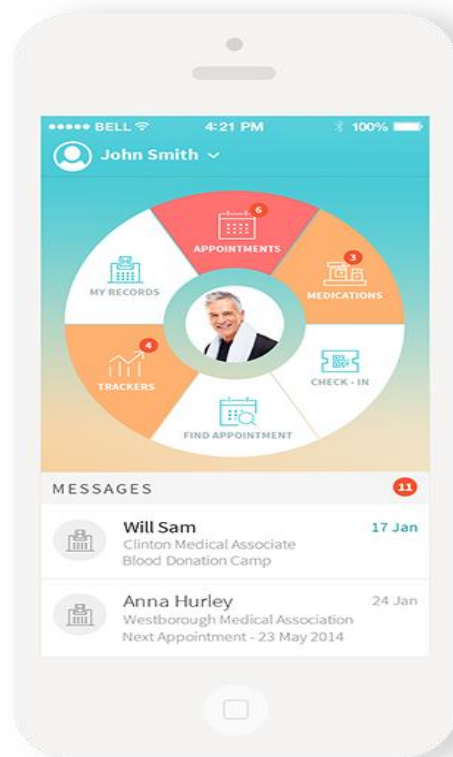 BELL 4:21 PM 100%
John Smith
6
APPOINTMENTS
3
MEDICATIONS
MY RECORDS
CHECK - IN
4
TRACKERS
FIND APPOINTMENT
MESSAGES 11
Will Sam 17 Jan
Clinton Medical Associate
Blood Donation Camp
Anna Hurley 24 Jan
Westborough Medical Association
Next Appointment - 23 May 2014